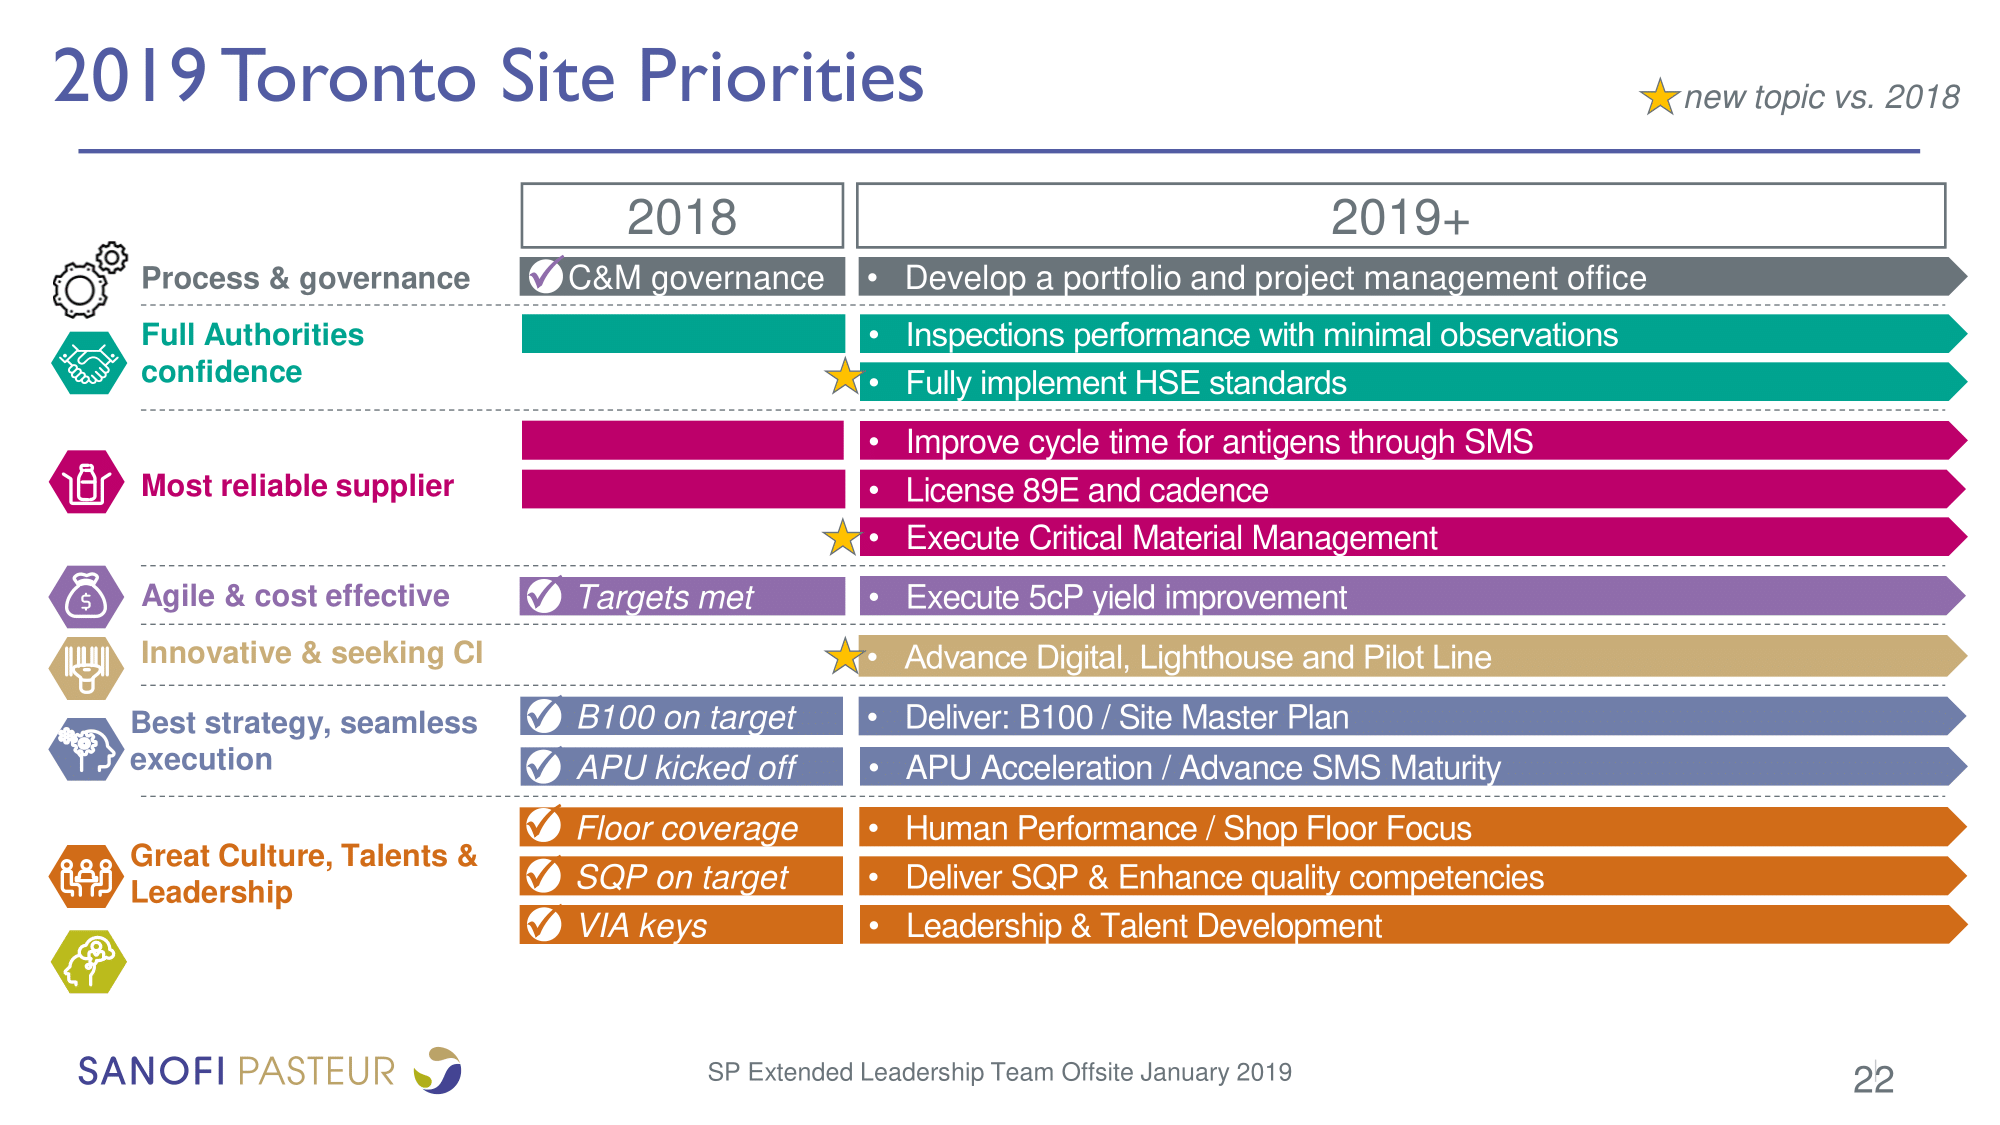 2019 Toronto Site Priorities
new topic vs. 2018
2018
2019+
Process & governance
C&M governance
• Develop a portfolio and project management office
Full Authorities
confidence
• Inspections performance with minimal observations
• Fully implement HSE standards
Most reliable supplier
• Improve cycle time for antigens through SMS
• License 89E and cadence
• Execute Critical Material Management
Agile & cost effective
Targets met
• Execute 5cP yield improvement
Innovative & seeking CI
• Advance Digital, Lighthouse and Pilot Line
Best strategy, seamless
execution
B100 on target
• Deliver: B100 / Site Master Plan
APU kicked off
• APU Acceleration / Advance SMS Maturity
Great Culture, Talents &
Leadership
Floor coverage
• Human Performance / Shop Floor Focus
SQP on target
• Deliver SQP & Enhance quality competencies
VIA keys
• Leadership & Talent Development
SANOFI PASTEUR
SP Extended Leadership Team Offsite January 2019
22